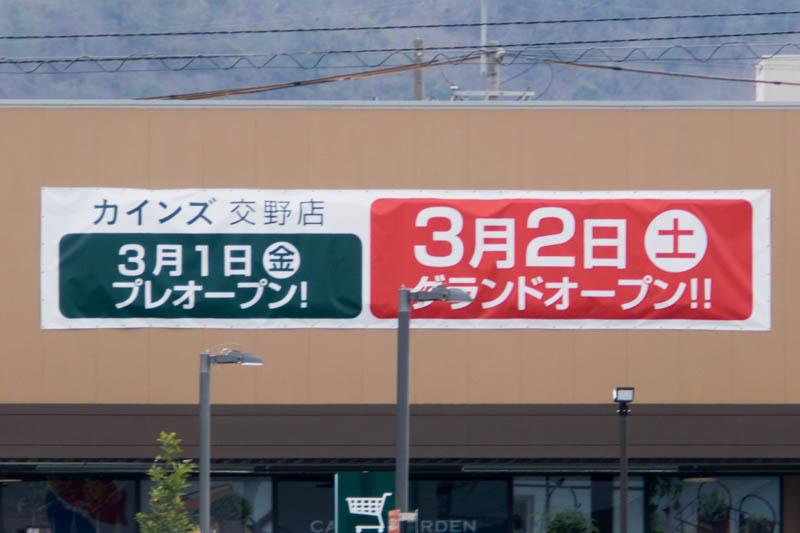 カインズ 交野店
3月1日㊎
プレオープン!
3月2日㊏
グランドオープン!!